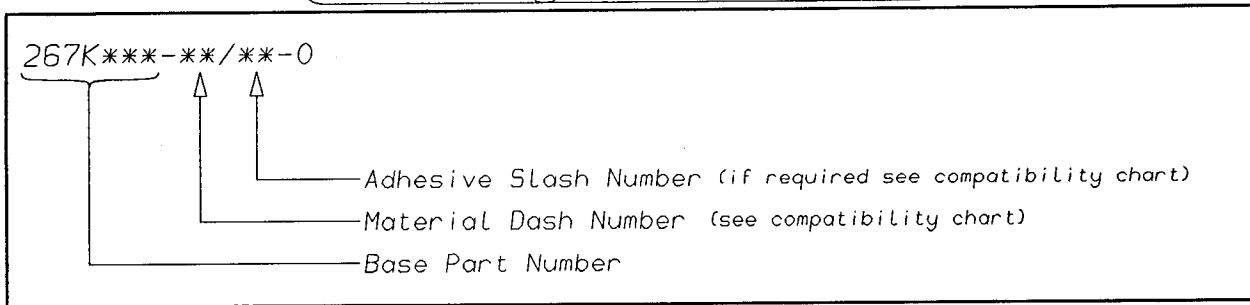 267K***-**/**-0
Adhesive Slash Number (if required see compatibility chart)
Material Dash Number (see compatibility chart)
Base Part Number